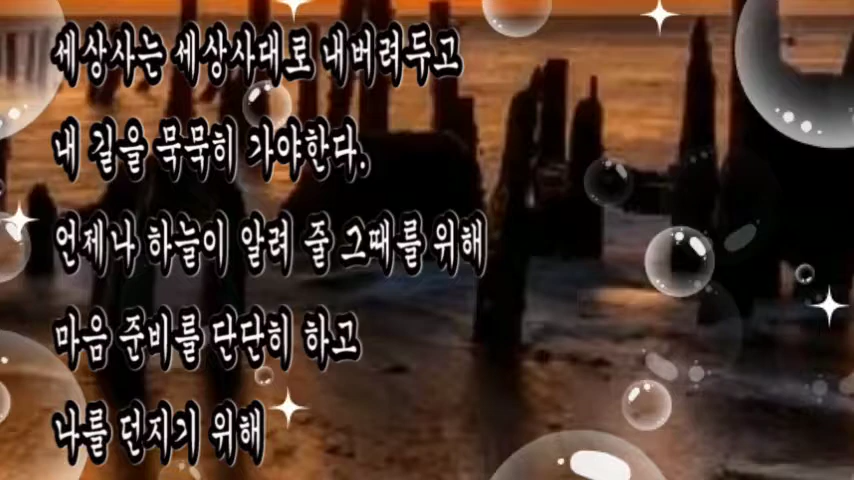 세상사는 세상사대로 내버려두고
내 길을 묵묵히 가야한다.
언제나 하늘이 알려 줄 그때를 위해
마음 준비를 단단히 하고
나를 던지기 위해